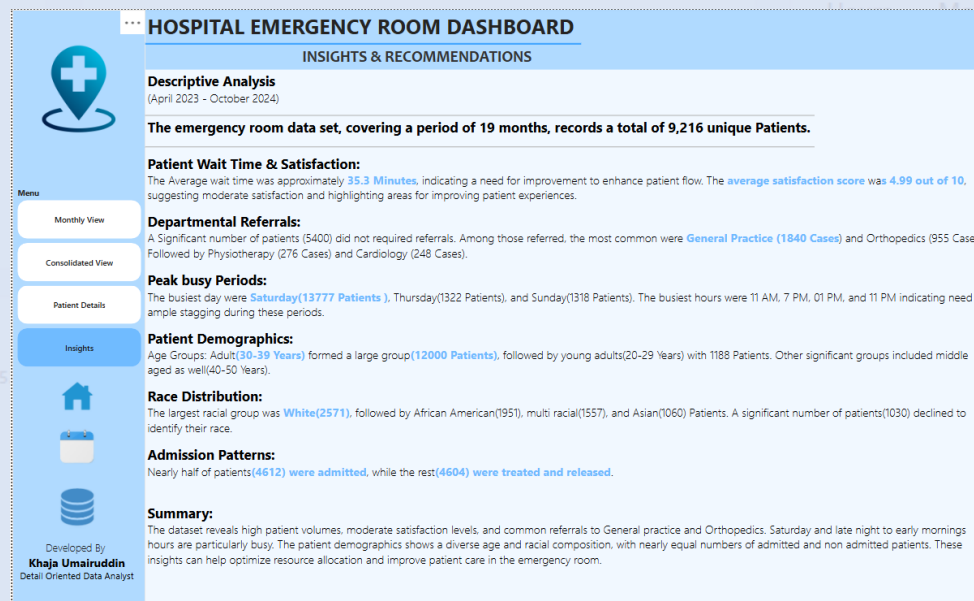 HOSPITAL EMERGENCY ROOM DASHBOARD
INSIGHTS & RECOMMENDATIONS
Descriptive Analysis
(April 2023 - October 2024)
The emergency room data set, covering a period of 19 months, records a total of 9,216 unique Patients.
Patient Wait Time & Satisfaction:
The Average wait time was approximately 35.3 Minutes, indicating a need for improvement to enhance patient flow. The average satisfaction score was 4.99 out of 10,
suggesting moderate satisfaction and highlighting areas for improving patient experiences.
Departmental Referrals:
A Significant number of patients (5400) did not required referrals. Among those referred, the most common were General Practice (1840 Cases) and Orthopedics (955 Case
Followed by Physiotherapy (276 Cases) and Cardiology (248 Cases).
Peak busy Periods:
The busiest day were Saturday(13777 Patients ), Thursday(1322 Patients), and Sunday(1318 Patients). The busiest hours were 11 AM, 7 PM, 01 PM, and 11 PM indicating need
ample stagging during these periods.
Patient Demographics:
Age Groups: Adult(30-39 Years) formed a large group(12000 Patients), followed by young adults(20-29 Years) with 1188 Patients. Other significant groups included middle
aged as well(40-50 Years).
Race Distribution:
The largest racial group was White(2571), followed by African American(1951), multi racial(1557), and Asian(1060) Patients. A significant number of patients(1030) declined to
identify their race.
Admission Patterns:
Nearly half of patients(4612) were admitted, while the rest(4604) were treated and released.
Summary:
The dataset reveals high patient volumes, moderate satisfaction levels, and common referrals to General practice and Orthopedics. Saturday and late night to early mornings
hours are particularly busy. The patient demographics shows a diverse age and racial composition, with nearly equal numbers of admitted and non admitted patients. These
insights can help optimize resource allocation and improve patient care in the emergency room.
Menu
Monthly View
Consolidated View
Patient Details
Insights
Developed By
Khaja Umairuddin
Detail Oriented Data Analyst